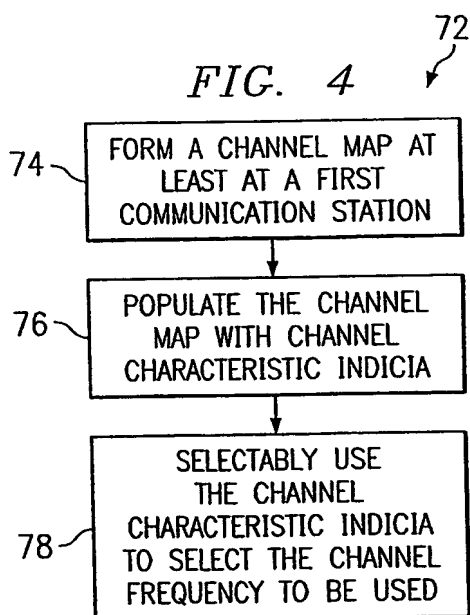 72
FIG. 4
74
FORM A CHANNEL MAP AT
LEAST AT A FIRST
COMMUNICATION STATION
76
POPULATE THE CHANNEL
MAP WITH CHANNEL
CHARACTERISTIC INDICIA
78
SELECTABLY USE
THE CHANNEL
CHARACTERISTIC INDICIA
TO SELECT THE CHANNEL
FREQUENCY TO BE USED